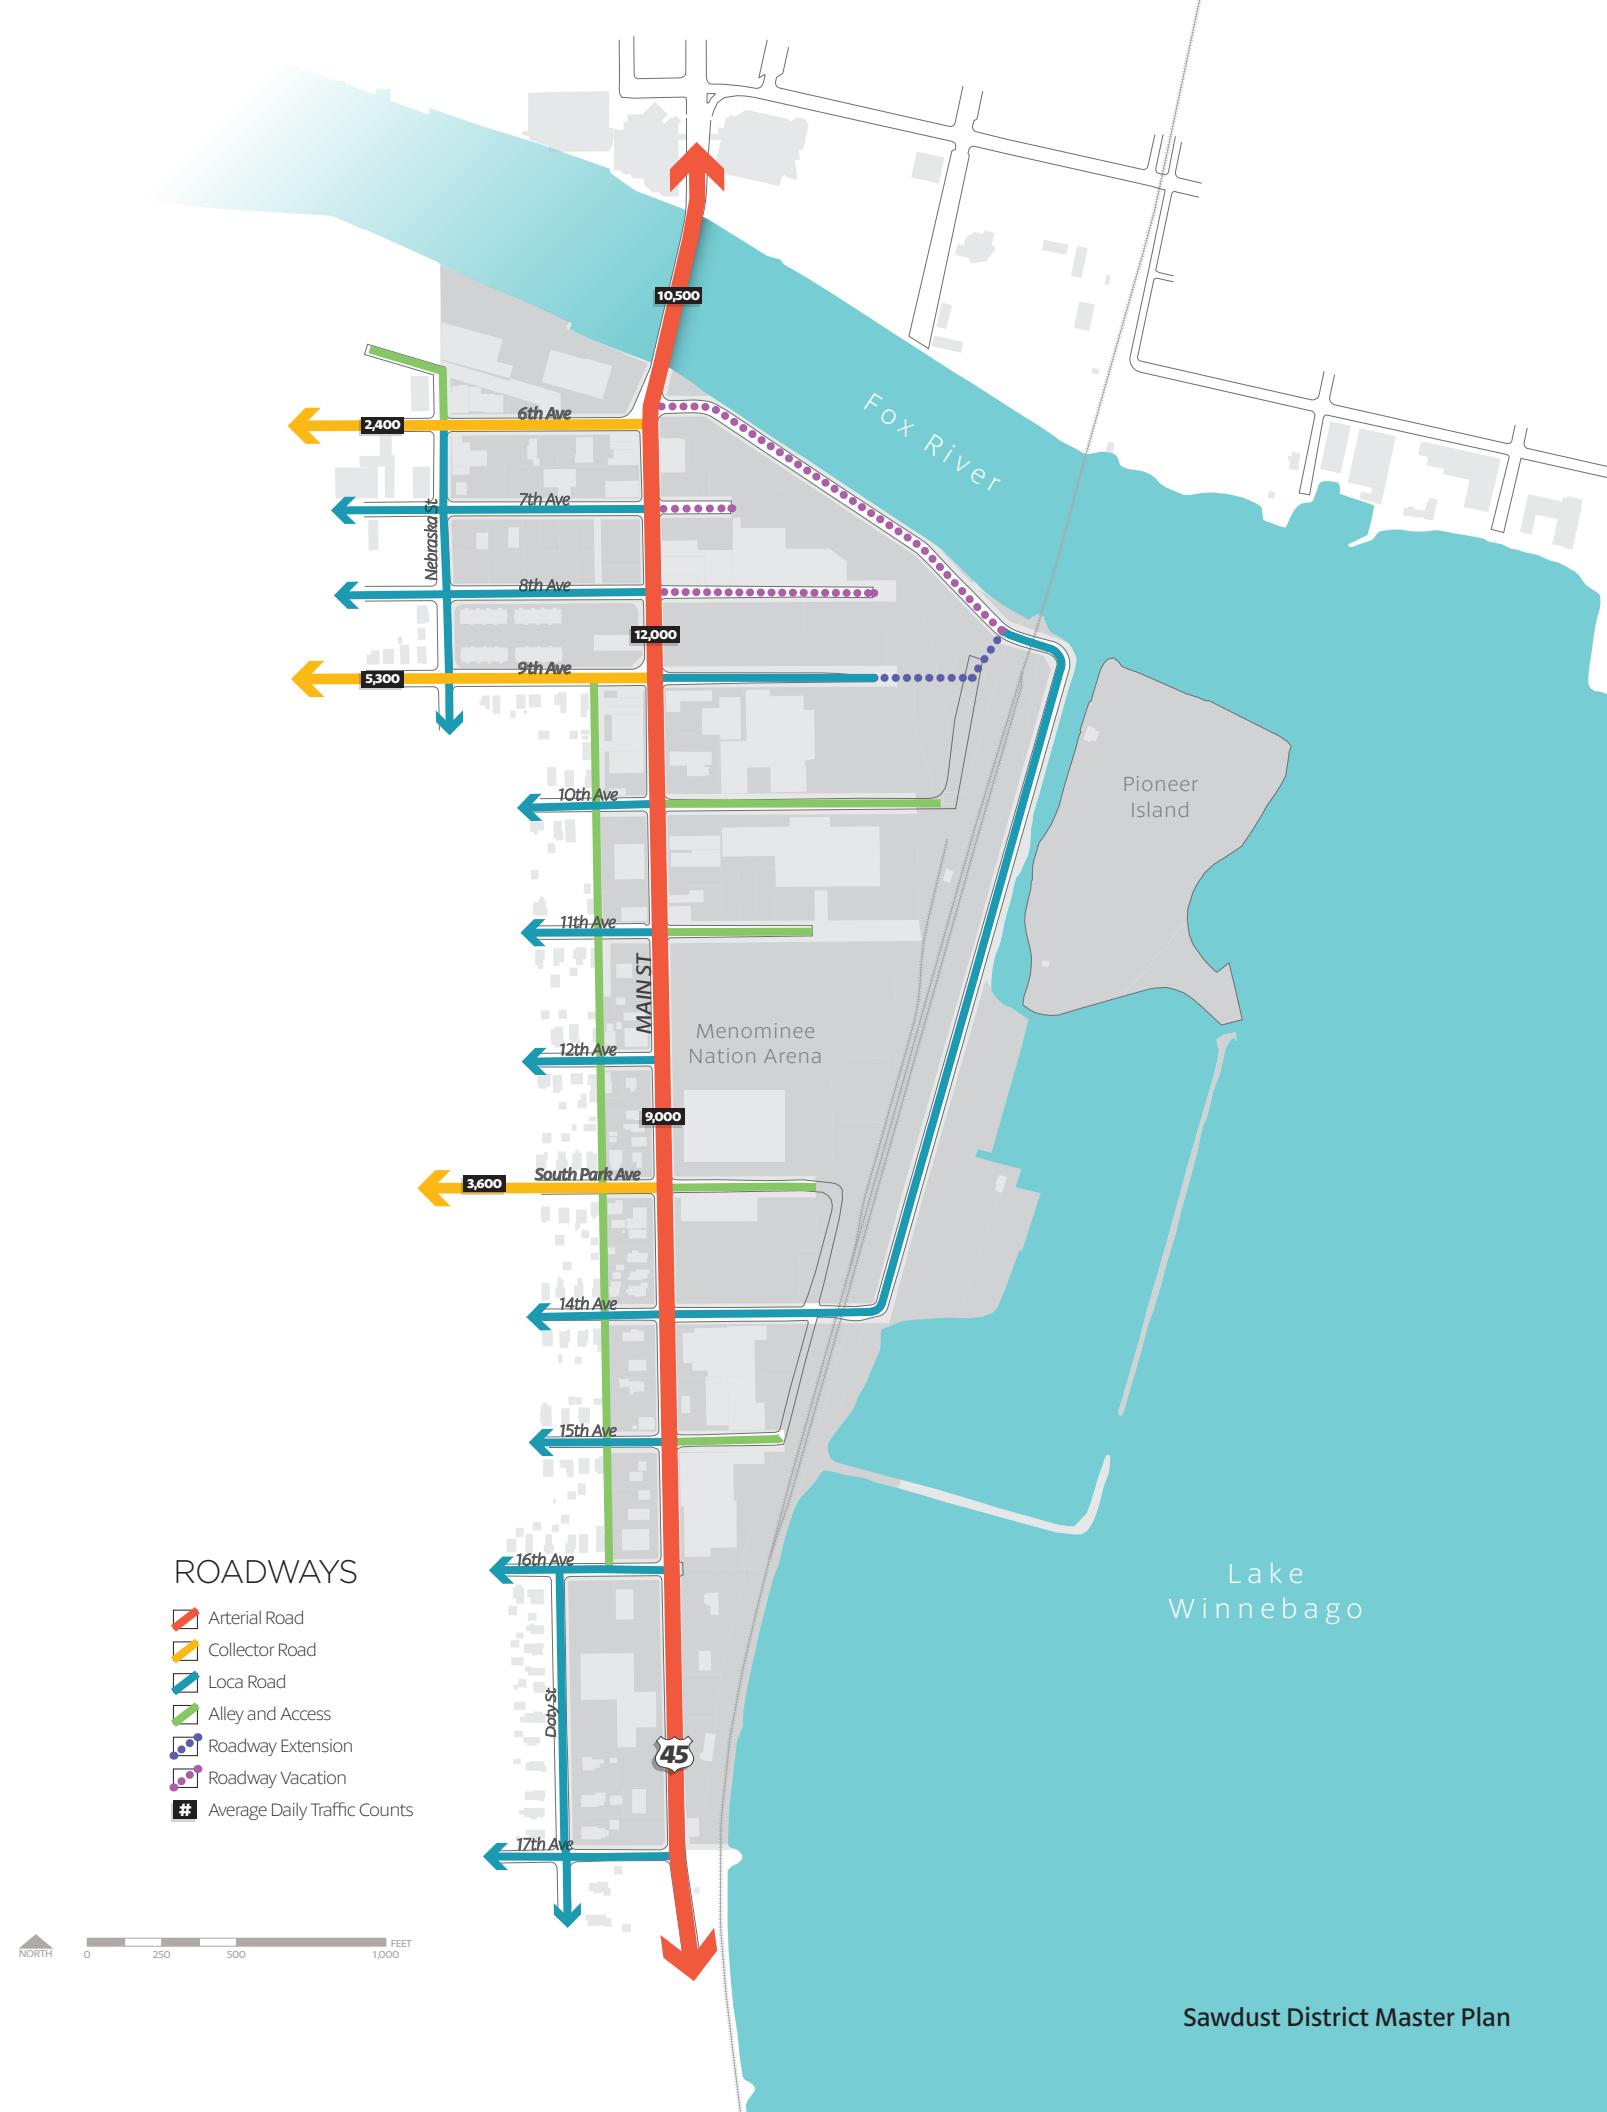 10,500
Fox River
6th Ave
2,400
7th Ave
Nebraska St
8th Ave
12,000
9th Ave
5,300
Pioneer
Island
10th Ave
11th Ave
MAIN ST
Menominee
Nation Arena
12th Ave
9,000
South Park Ave
3,600
14th Ave
15th Ave
16th Ave
Lake
Winnebago
ROADWAYS
Arterial Road
Collector Road
Loca Road
Alley and Access
Roadway Extension
Roadway Vacation
# Average Daily Traffic Counts
Doty St
45
17th Ave
NORTH
0 250 500 1,000 FEET
Sawdust District Master Plan